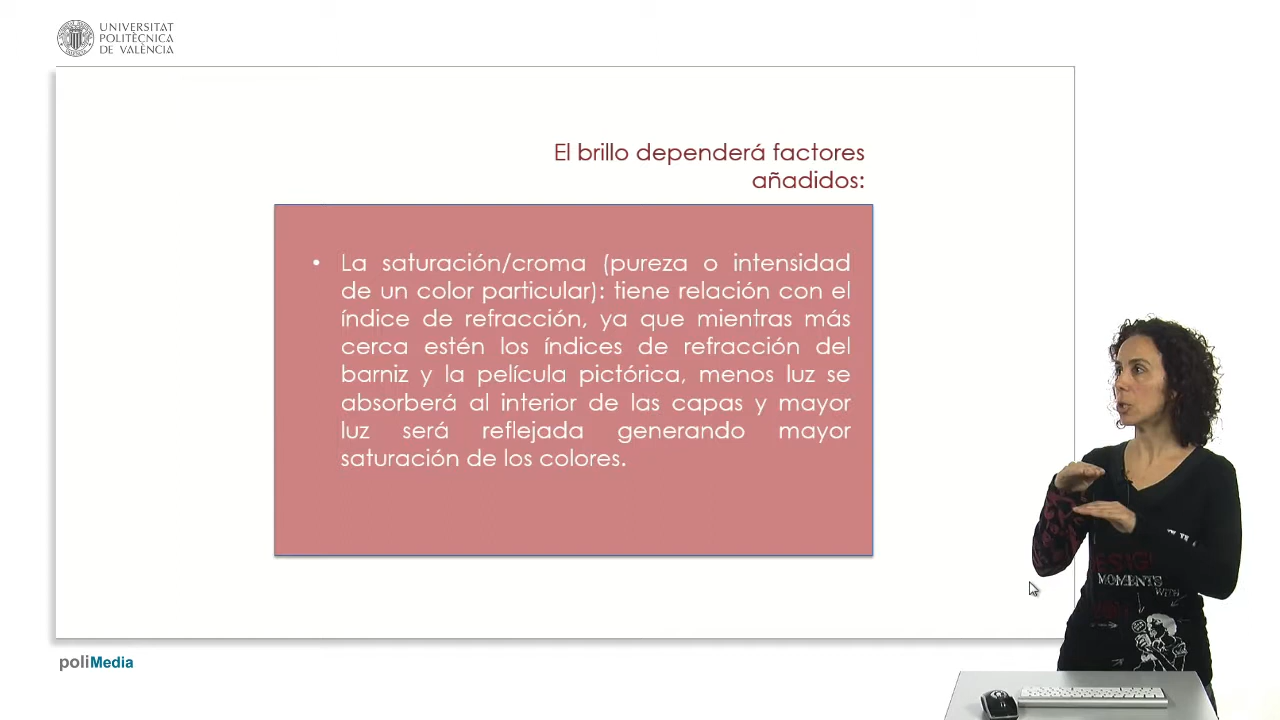 UNIVERSITAT
POLITÈCNICA
DE VALÈNCIA
El brillo dependerá factores
añadidos:
• La saturación/croma (pureza o intensidad
de un color particular): tiene relación con el
índice de refracción, ya que mientras más
cerca estén los índices de refracción del
barniz y la película pictórica, menos luz se
absorberá al interior de las capas y mayor
luz será reflejada generando mayor
saturación de los colores.
MOMENTS
WITH
poliMedia